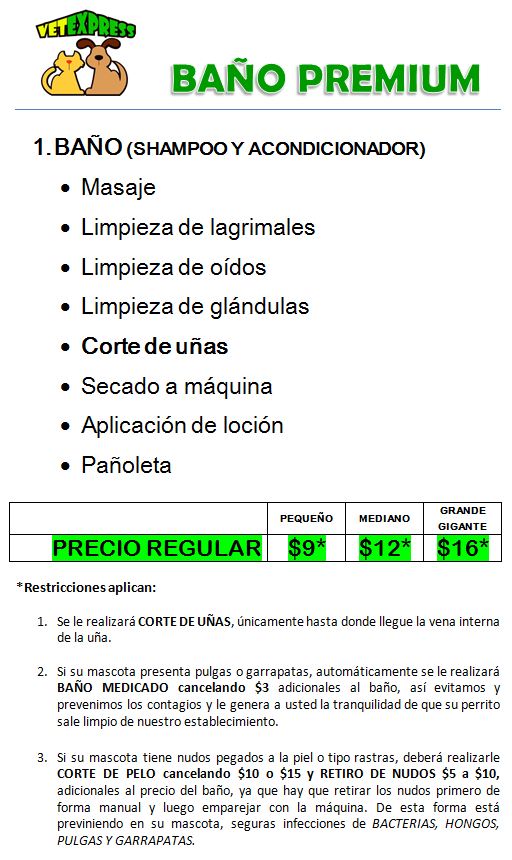 VETEXPRESS
BAÑO PREMIUM
1. BAÑO (SHAMPOO Y ACONDICIONADOR)
• Masaje
• Limpieza de lagrimales
• Limpieza de oídos
• Limpieza de glándulas
• Corte de uñas
• Secado a máquina
• Aplicación de loción
• Pañoleta
PEQUEÑO MEDIANO GRANDE
GIGANTE
PRECIO REGULAR $9* $12* $16*
*Restricciones aplican:
1. Se le realizará CORTE DE UÑAS, únicamente hasta donde llegue la vena interna
de la uña.
2. Si su mascota presenta pulgas o garrapatas, automáticamente se le realizará
BAÑO MEDICADO cancelando $3 adicionales al baño, así evitamos y
prevenimos los contagios y le genera a usted la tranquilidad de que su perrito
sale limpio de nuestro establecimiento.
3. Si su mascota tiene nudos pegados a la piel o tipo rastras, deberá realizarle
CORTE DE PELO cancelando $10 o $15 y RETIRO DE NUDOS $5 a $10,
adicionales al precio del baño, ya que hay que retirar los nudos primero de
forma manual y luego emparejar con la máquina. De esta forma está
previniendo en su mascota, seguras infecciones de BACTERIAS, HONGOS,
PULGAS Y GARRAPATAS.